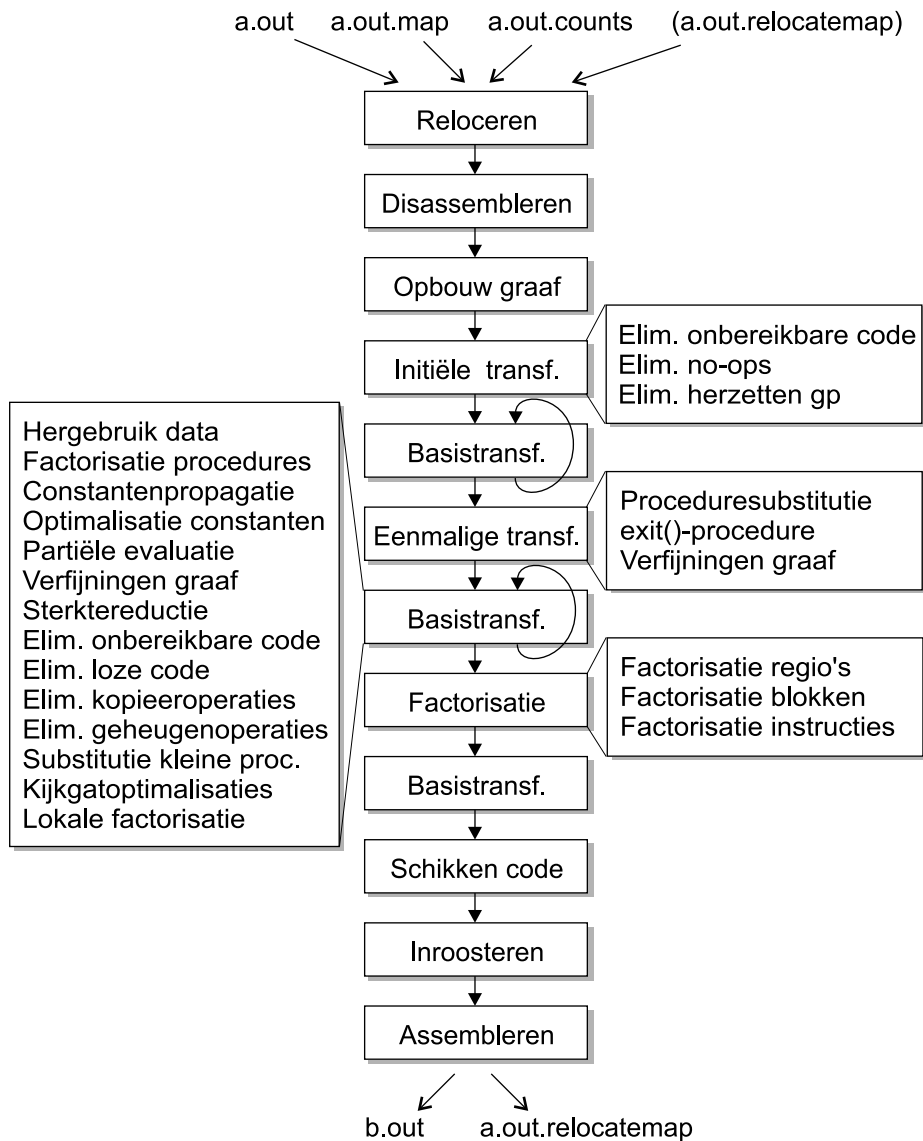 a.out
a.out.map
a.out.counts
(a.out.relocatemap)
Reloceren
Disassembleren
Opbouw graaf
Initiële transf.
Elim. onbereikbare code
Elim. no-ops
Elim. herzetten gp
Basistransf.
Eenmalige transf.
Proceduresubstitutie
exit()-procedure
Verfijningen graaf
Basistransf.
Hergebruik data
Factorisatie procedures
Constantenpropagatie
Optimalisatie constanten
Partiële evaluatie
Verfijningen graaf
Sterktereductie
Elim. onbereikbare code
Elim. loze code
Elim. kopieeroperaties
Elim. geheugenoperaties
Substitutie kleine proc.
Kijkgatoptimalisaties
Lokale factorisatie
Factorisatie
Factorisatie regio's
Factorisatie blokken
Factorisatie instructies
Basistransf.
Schikken code
Inroosteren
Assembleren
b.out
a.out.relocatemap